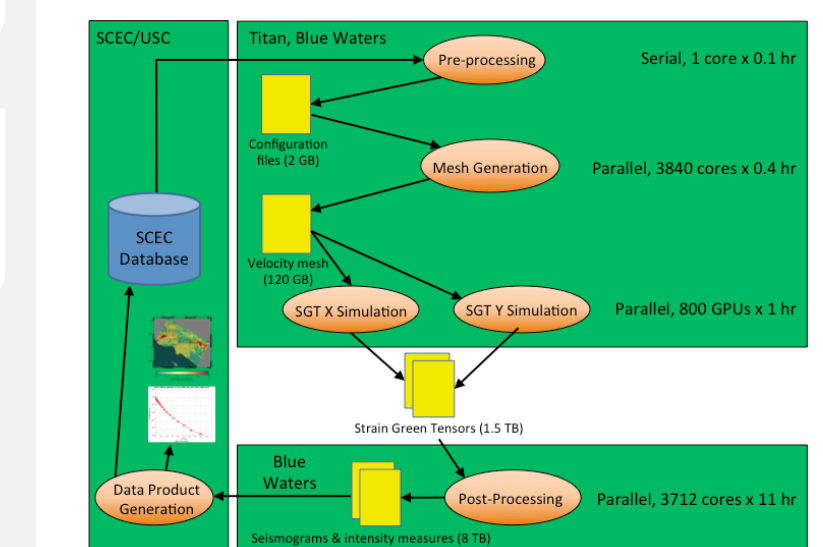 SCEC/USC
Titan, Blue Waters
Pre-processing
Serial, 1 core x 0.1 hr
Configuration
files (2 GB)
Mesh Generation
Parallel, 3840 cores x 0.4 hr
SCEC
Database
Velocity mesh
(120 GB)
SGT X Simulation
SGT Y Simulation
Parallel, 800 GPUs x 1 hr
Strain Green Tensors (1.5 TB)
Blue
Waters
Data Product
Generation
Post-Processing
Parallel, 3712 cores x 11 hr
Seismograms & intensity measures (8 TB)